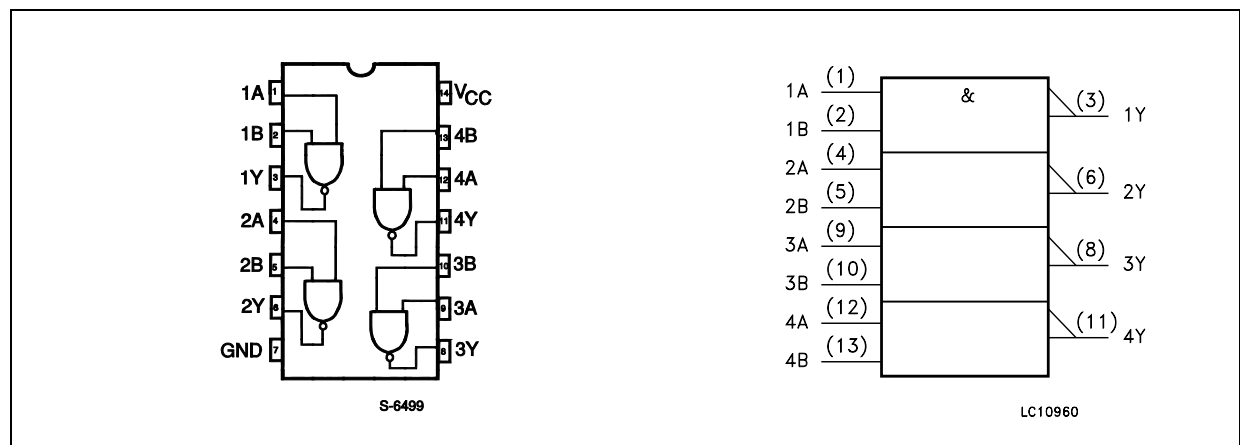 1A 1 14 VCC
1B 2 13 4B
1Y 3 12 4A
2A 4 11 4Y
2B 5 10 3B
2Y 6 9 3A
GND 7 8 3Y
S-6499
&
1A (1)
1B (2)
(3) 1Y
2A (4)
2B (5)
(6) 2Y
3A (9)
3B (10)
(8) 3Y
4A (12)
4B (13)
(11) 4Y
LC10960